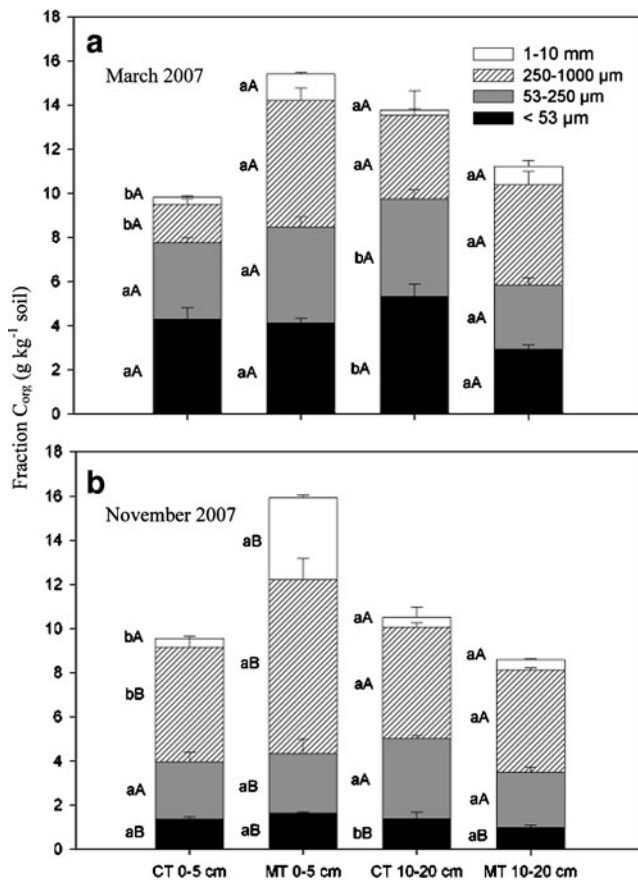 Fraction C_org (g kg⁻¹ soil)
18
16
14
12
10
8
6
4
2
0
a
March 2007
1-10 mm
250-1000 µm
53-250 µm
< 53 µm
bA
bA
aA
aA
aA
aA
aA
aA
aA
aA
bA
bA
aA
aA
aA
aA
18
16
14
12
10
8
6
4
2
0
b
November 2007
bA
bB
aA
aB
aB
aB
aB
aB
aA
aA
aA
bB
aA
aA
aA
aB
CT 0-5 cm MT 0-5 cm CT 10-20 cm MT 10-20 cm